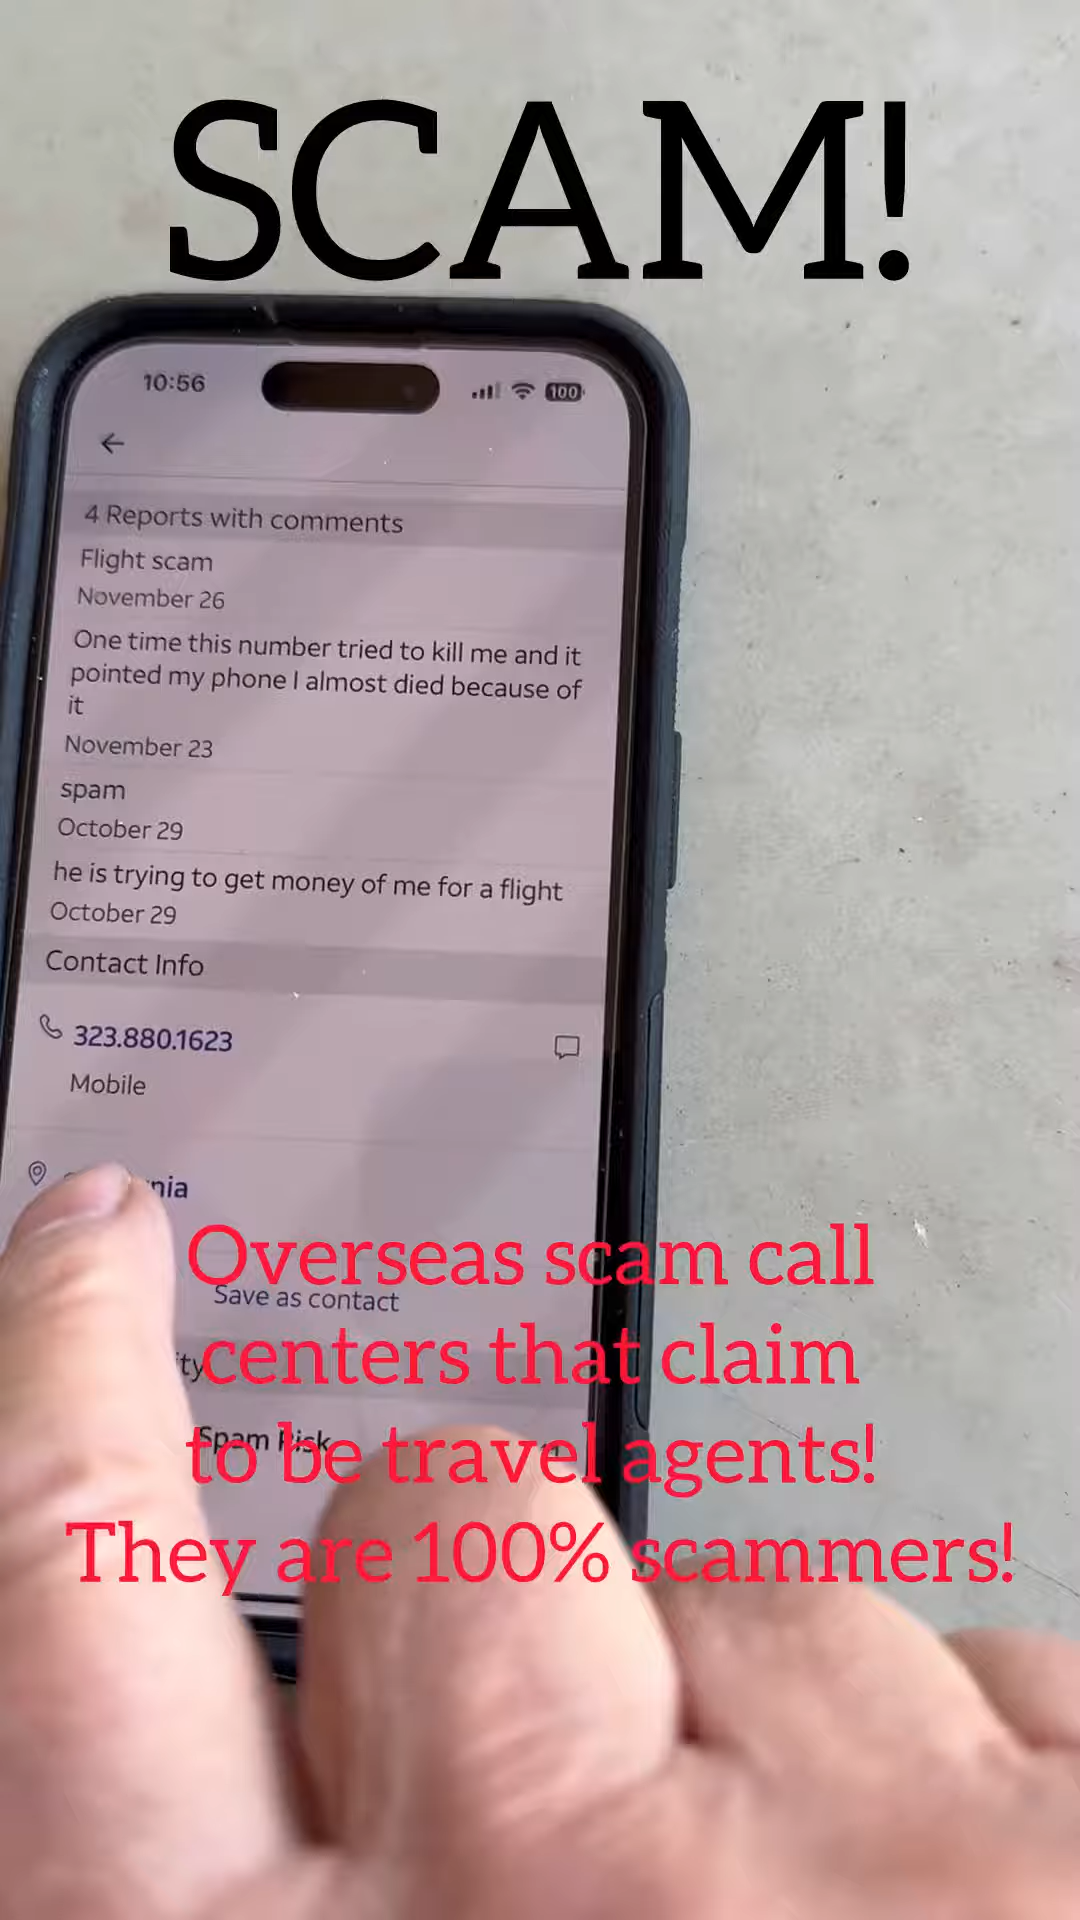 SCAM!
10:56
100
4 Reports with comments
Flight scam
November 26
One time this number tried to kill me and it
pointed my phone I almost died because of
it
November 23
spam
October 29
he is trying to get money of me for a flight
October 29
Contact Info
323.880.1623
Mobile
Overseas scam call
Save as contact
centers that claim
Spam Risk
to be travel agents!
They are 100% scammers!